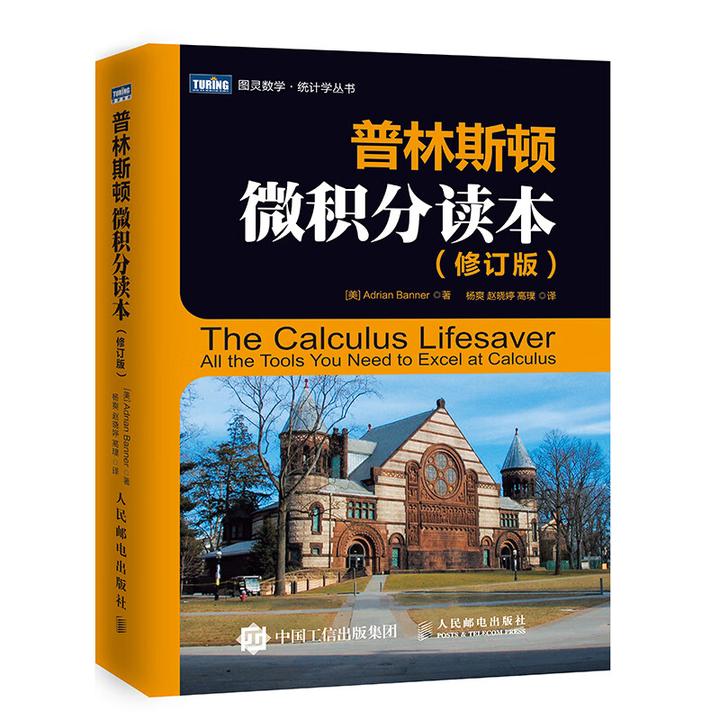 TURING 图灵数学·统计学丛书
普林斯顿
微积分读本
（修订版）
[美] Adrian Banner ◎ 著 杨爽 赵晓婷 高璞 ◎ 译
The Calculus Lifesaver
All the Tools You Need to Excel at Calculus
中国工信出版集团
人民邮电出版社
POSTS & TELECOM PRESS
TURING
图灵教育
普林斯顿微积分读本（修订版）
[美] Adrian Banner ◎ 著
杨爽 赵晓婷 高璞 ◎ 译
人民邮电出版社